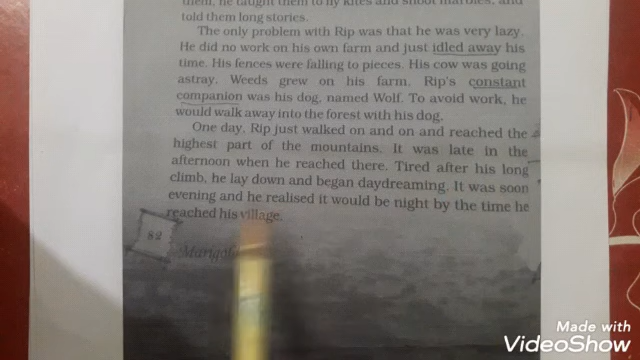 them, he taught them to fly kites and shoot marbles, and
told them long stories.
The only problem with Rip was that he was very lazy.
He did no work on his own farm and just idled away his
time. His fences were falling to pieces. His cow was going
astray. Weeds grew on his farm. Rip's constant
companion was his dog, named Wolf. To avoid work, he
would walk away into the forest with his dog.
One day, Rip just walked on and on and reached the
highest part of the mountains. It was late in the
afternoon when he reached there. Tired after his long
climb, he lay down and began daydreaming. It was soon
evening and he realised it would be night by the time he
reached his village.
82
Made with
VideoShow